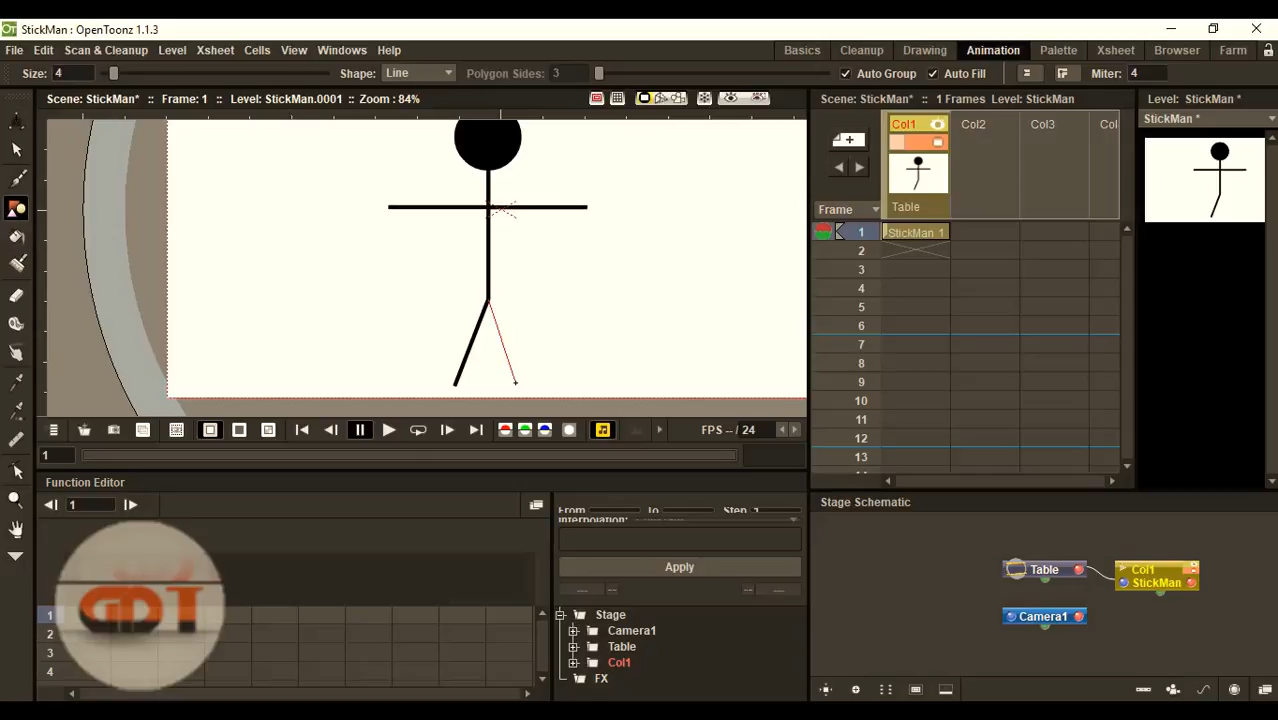 StickMan : OpenToonz 1.1.3
File Edit Scan & Cleanup Level Xsheet Cells View Windows Help Basics Cleanup Drawing Animation Palette Xsheet Browser Farm
Size: 4 Shape: Line Polygon Sides: 3 Auto Group Auto Fill Miter: 4
Scene: StickMan* :: Frame: 1 :: Level: StickMan.0001 :: Zoom : 84%
Scene: StickMan* :: 1 Frames Level: StickMan
Level: StickMan *
StickMan *
Col1 Col2 Col3 Col
Table
Frame
1 StickMan 1
2
3
4
5
6
7
8
9
10
11
12
13
FPS -- / 24
1
Function Editor
1
GDT
1
2
3
4
From To Step
Interpolation:
Apply
Stage
Camera1
Table
Col1
FX
Stage Schematic
Table
Col1
StickMan
Camera1